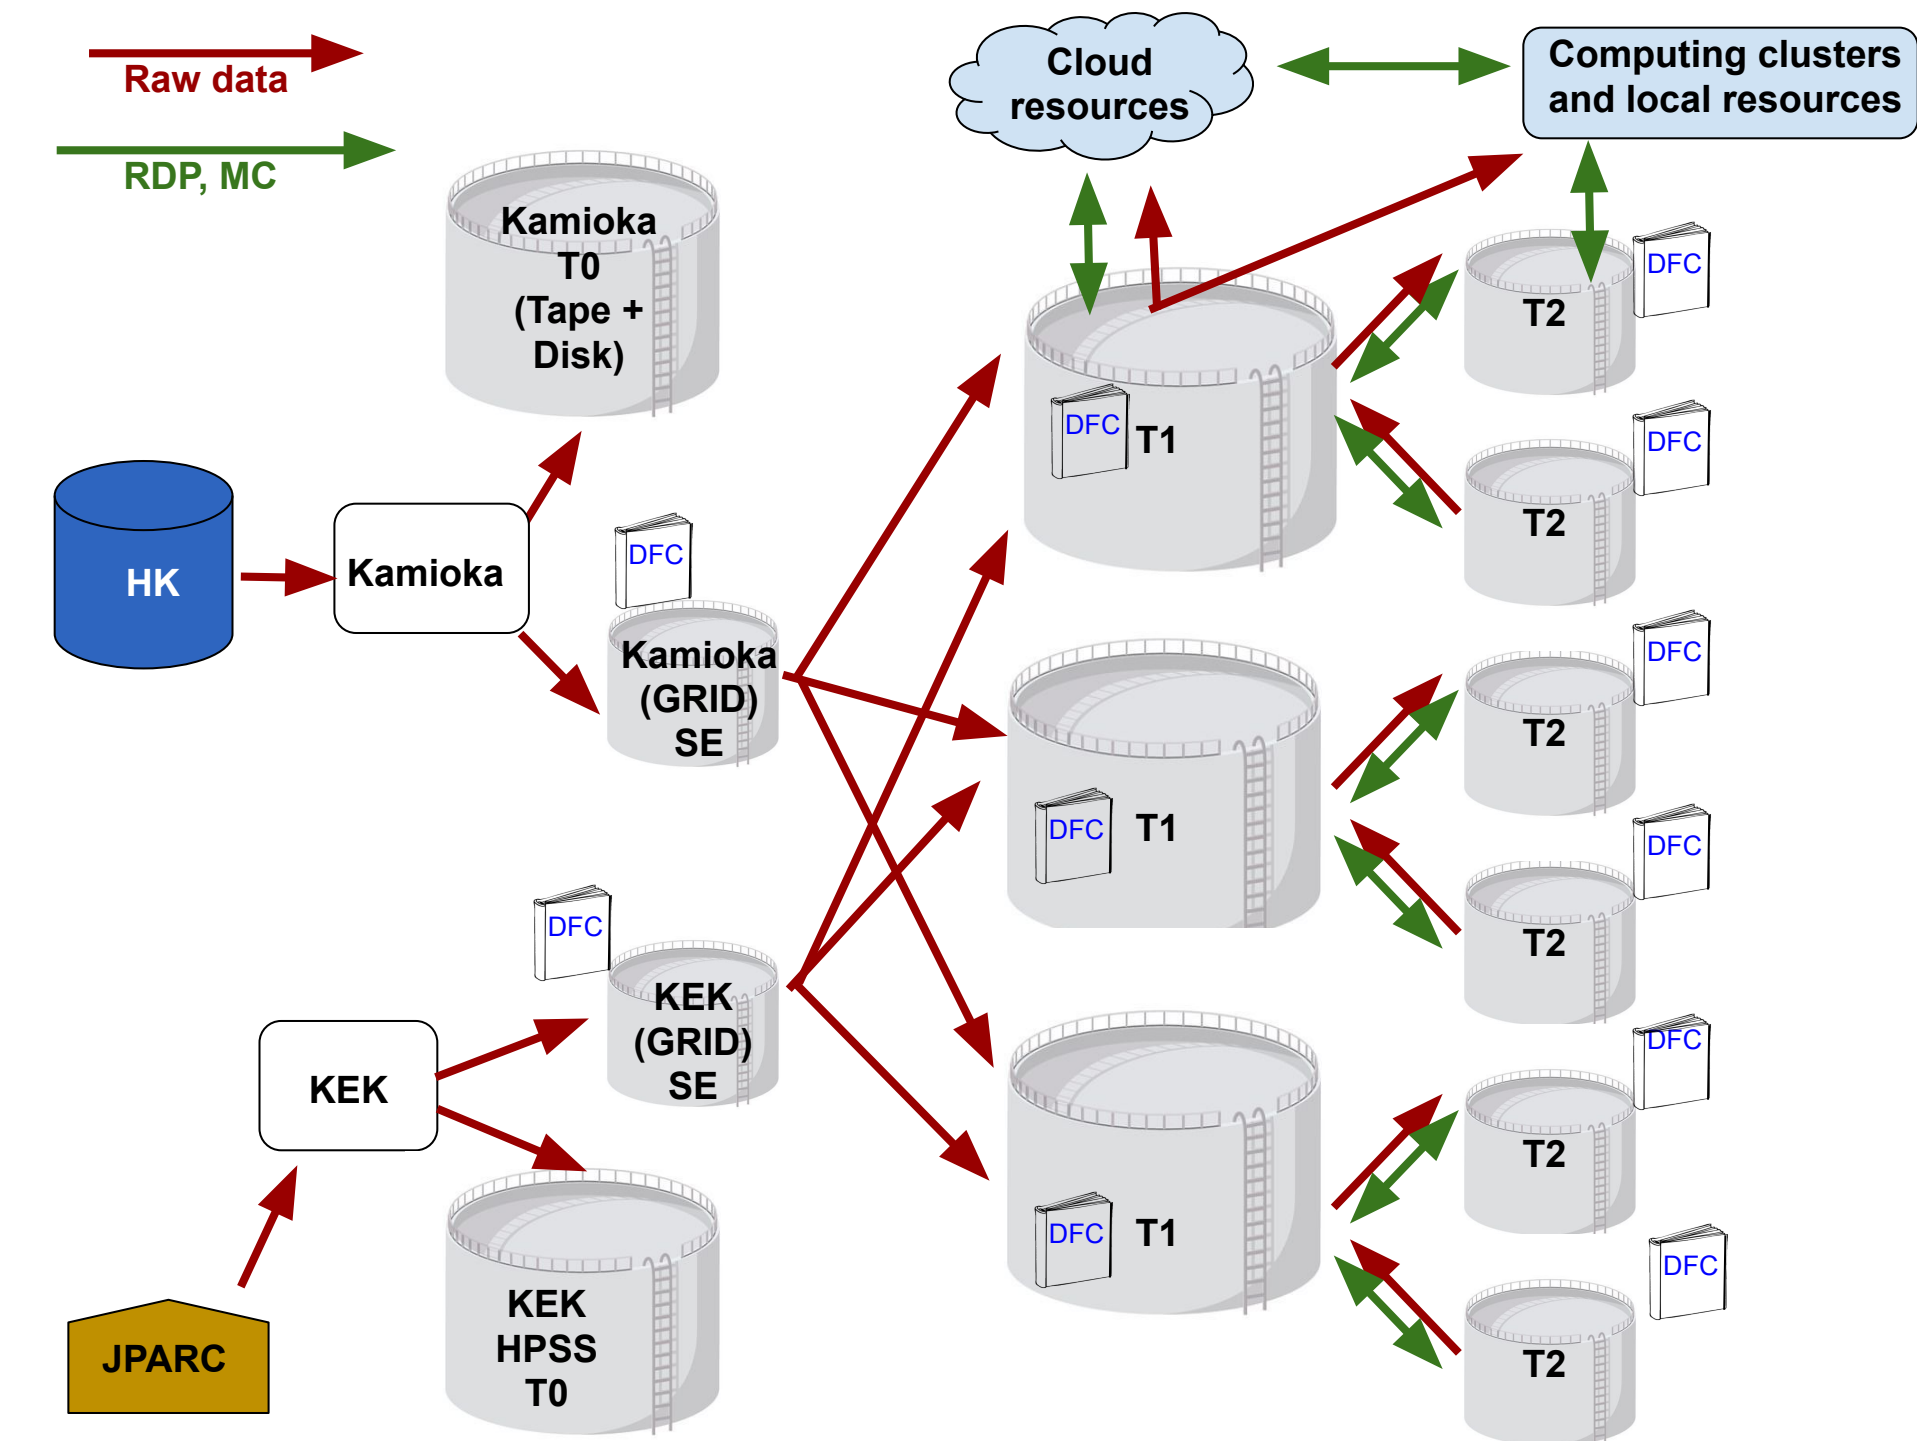 Raw data
RDP, MC
Cloud
resources
Computing clusters
and local resources
Kamioka
T0
(Tape +
Disk)
HK
Kamioka
DFC
Kamioka
(GRID)
SE
DFC
KEK
(GRID)
SE
KEK
JPARC
KEK
HPSS
T0
DFC
T1
DFC
T1
DFC
T1
DFC
T2
DFC
T2
DFC
T2
DFC
T2
DFC
T2
DFC
T2